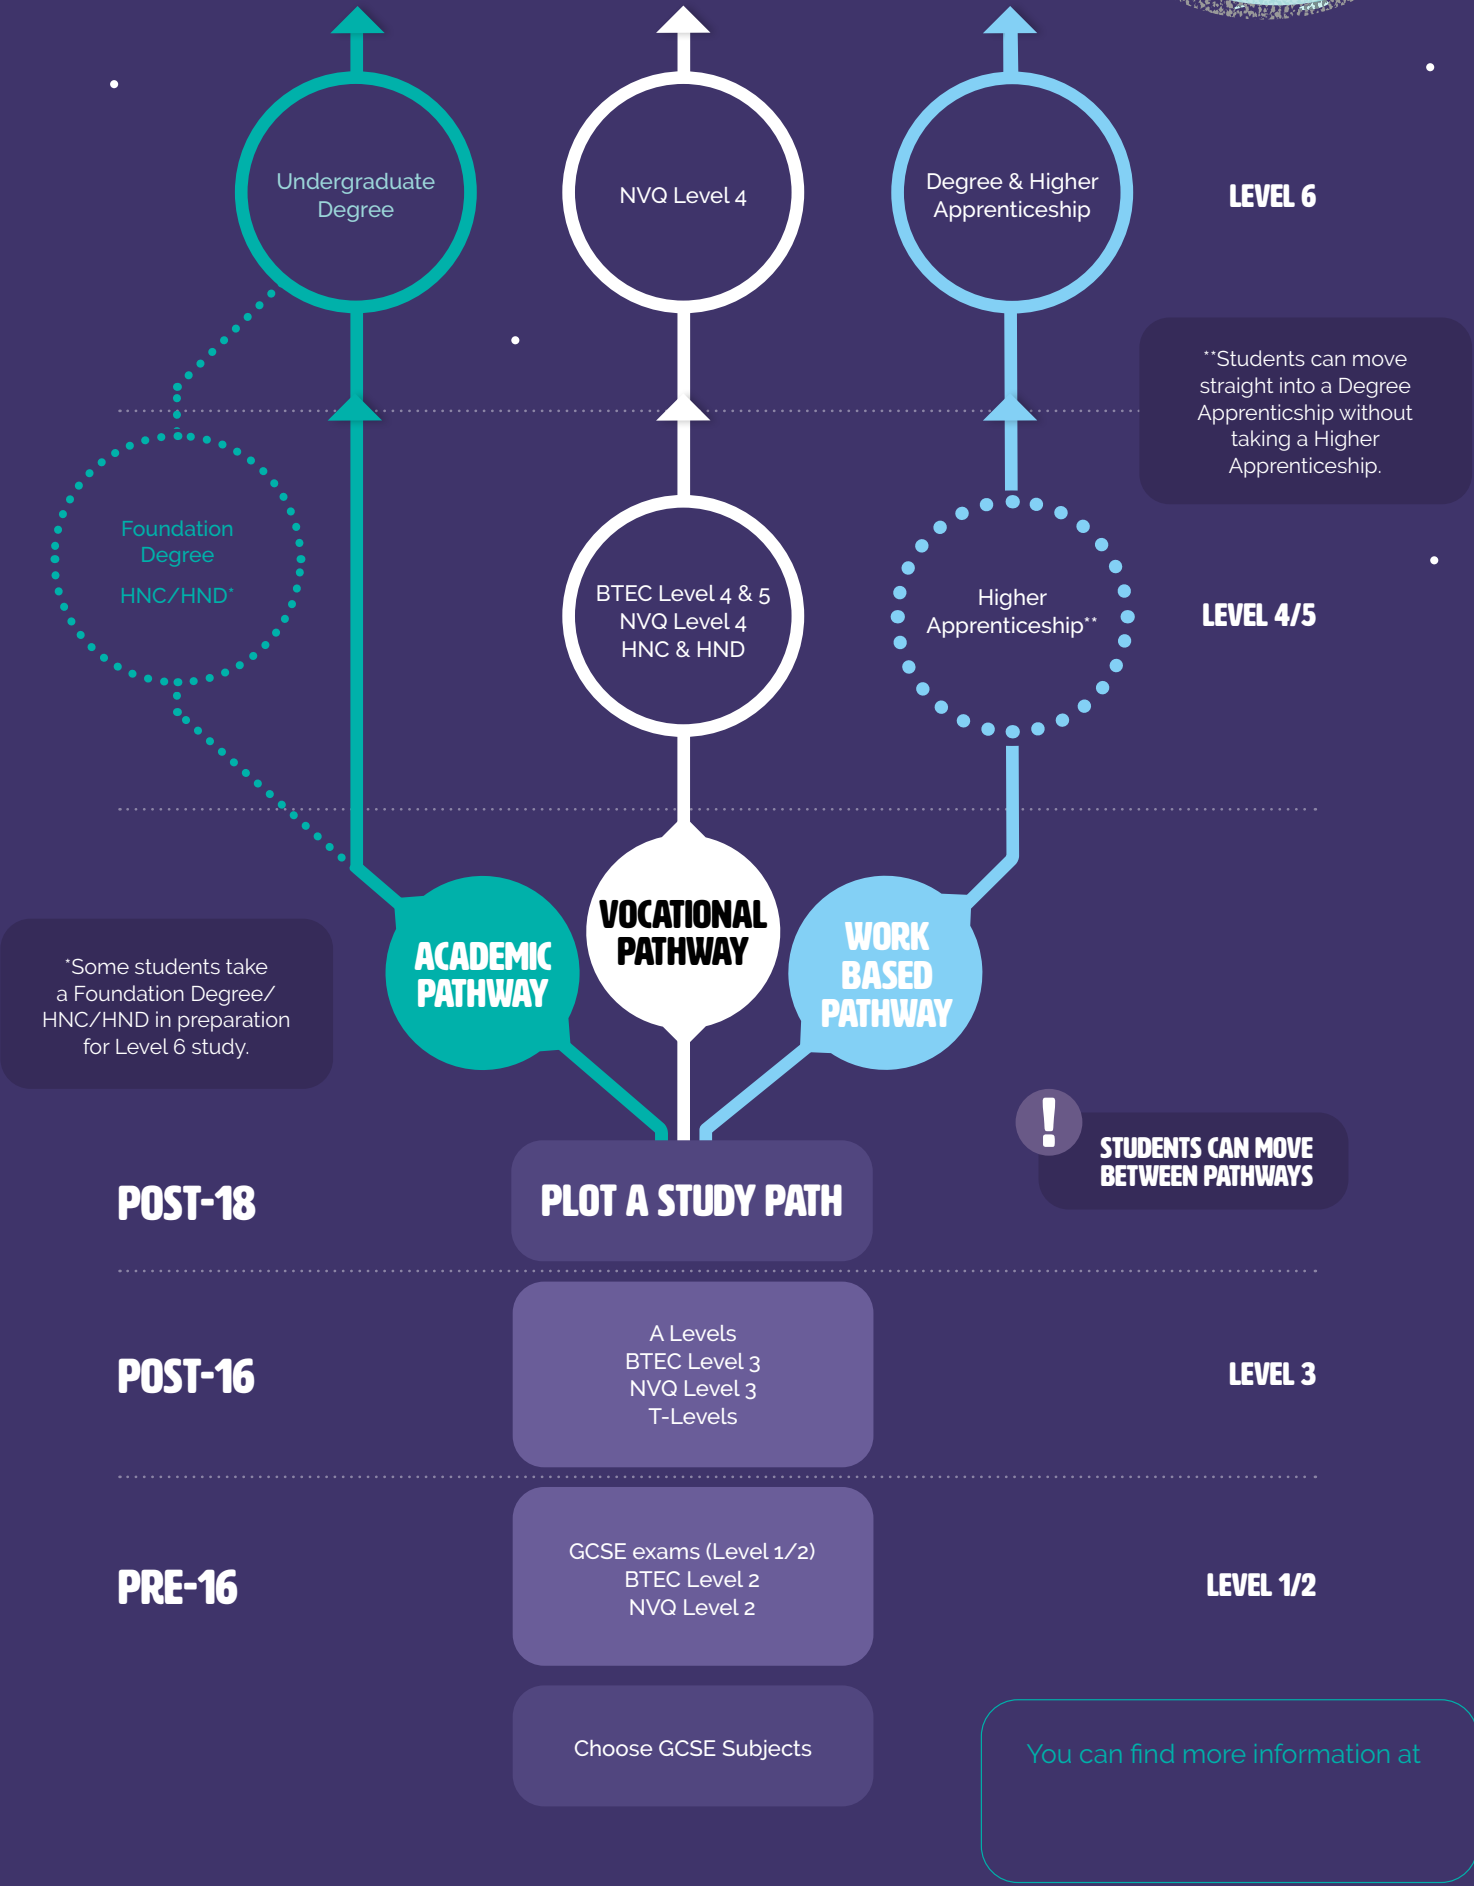 Undergraduate
Degree
NVQ Level 4
Degree & Higher
Apprenticeship
LEVEL 6
**Students can move
straight into a Degree
Apprenticship without
taking a Higher
Apprenticeship.
Foundation
Degree
HNC/HND*
BTEC Level 4 & 5
NVQ Level 4
HNC & HND
Higher
Apprenticeship**
LEVEL 4/5
ACADEMIC
PATHWAY
VOCATIONAL
PATHWAY
WORK
BASED
PATHWAY
*Some students take
a Foundation Degree/
HNC/HND in preparation
for Level 6 study.
!
STUDENTS CAN MOVE
BETWEEN PATHWAYS
POST-18
PLOT A STUDY PATH
POST-16
A Levels
BTEC Level 3
NVQ Level 3
T-Levels
LEVEL 3
PRE-16
GCSE exams (Level 1/2)
BTEC Level 2
NVQ Level 2
LEVEL 1/2
Choose GCSE Subjects
You can find more information at